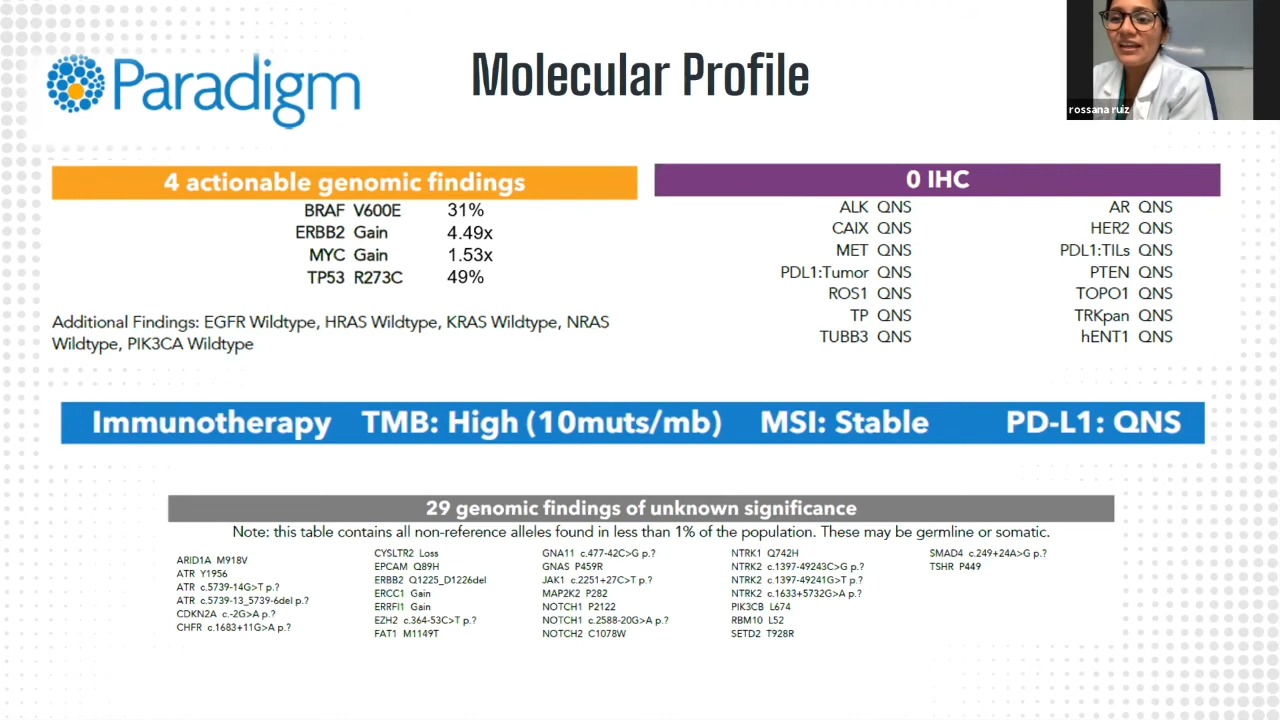 Paradigm
Molecular Profile
rossana ruiz
4 actionable genomic findings
BRAF V600E 31%
ERBB2 Gain 4.49x
MYC Gain 1.53x
TP53 R273C 49%
Additional Findings: EGFR Wildtype, HRAS Wildtype, KRAS Wildtype, NRAS
Wildtype, PIK3CA Wildtype
0 IHC
ALK QNS
CAIX QNS
MET QNS
PDL1:Tumor QNS
ROS1 QNS
TP QNS
TUBB3 QNS
AR QNS
HER2 QNS
PDL1:TILs QNS
PTEN QNS
TOPO1 QNS
TRKpan QNS
hENT1 QNS
Immunotherapy TMB: High (10muts/mb) MSI: Stable PD-L1: QNS
29 genomic findings of unknown significance
Note: this table contains all non-reference alleles found in less than 1% of the population. These may be germline or somatic.
ARID1A M918V
ATR Y1956
ATR c.5739-14G>T p.?
ATR c.5739-13_5739-6del p.?
CDKN2A c.-2G>A p.?
CHFR c.1683+11G>A p.?
CYSLTR2 Loss
EPCAM Q89H
ERBB2 Q1225_D1226del
ERCC1 Gain
ERRFI1 Gain
EZH2 c.364-53C>T p.?
FAT1 M1149T
GNA11 c.477-42C>G p.?
GNAS P459R
JAK1 c.2251+27C>T p.?
MAP2K2 P282
NOTCH1 P2122
NOTCH1 c.2588-20G>A p.?
NOTCH2 C1078W
NTRK1 Q742H
NTRK2 c.1397-49243C>G p.?
NTRK2 c.1397-49241G>T p.?
NTRK2 c.1633+5732G>A p.?
PIK3CB L674
RBM10 L52
SETD2 T928R
SMAD4 c.249+24A>G p.?
TSHR P449